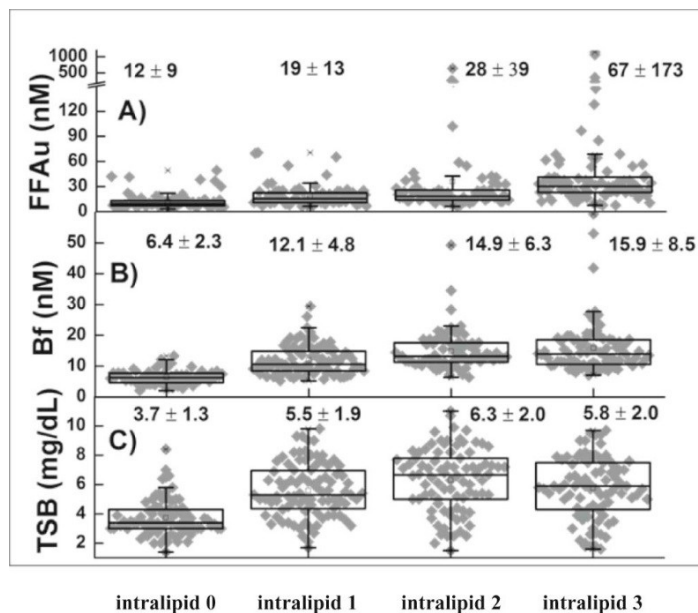 1000
500
12 ± 9
19 ± 13
28 ± 39
67 ± 173
A)
120
90
60
30
0
FFAu (nM)
6.4 ± 2.3
12.1 ± 4.8
14.9 ± 6.3
15.9 ± 8.5
B)
50
40
30
20
10
0
Bf (nM)
3.7 ± 1.3
5.5 ± 1.9
6.3 ± 2.0
5.8 ± 2.0
C)
10
8
6
4
2
TSB (mg/dL)
intralipid 0 intralipid 1 intralipid 2 intralipid 3